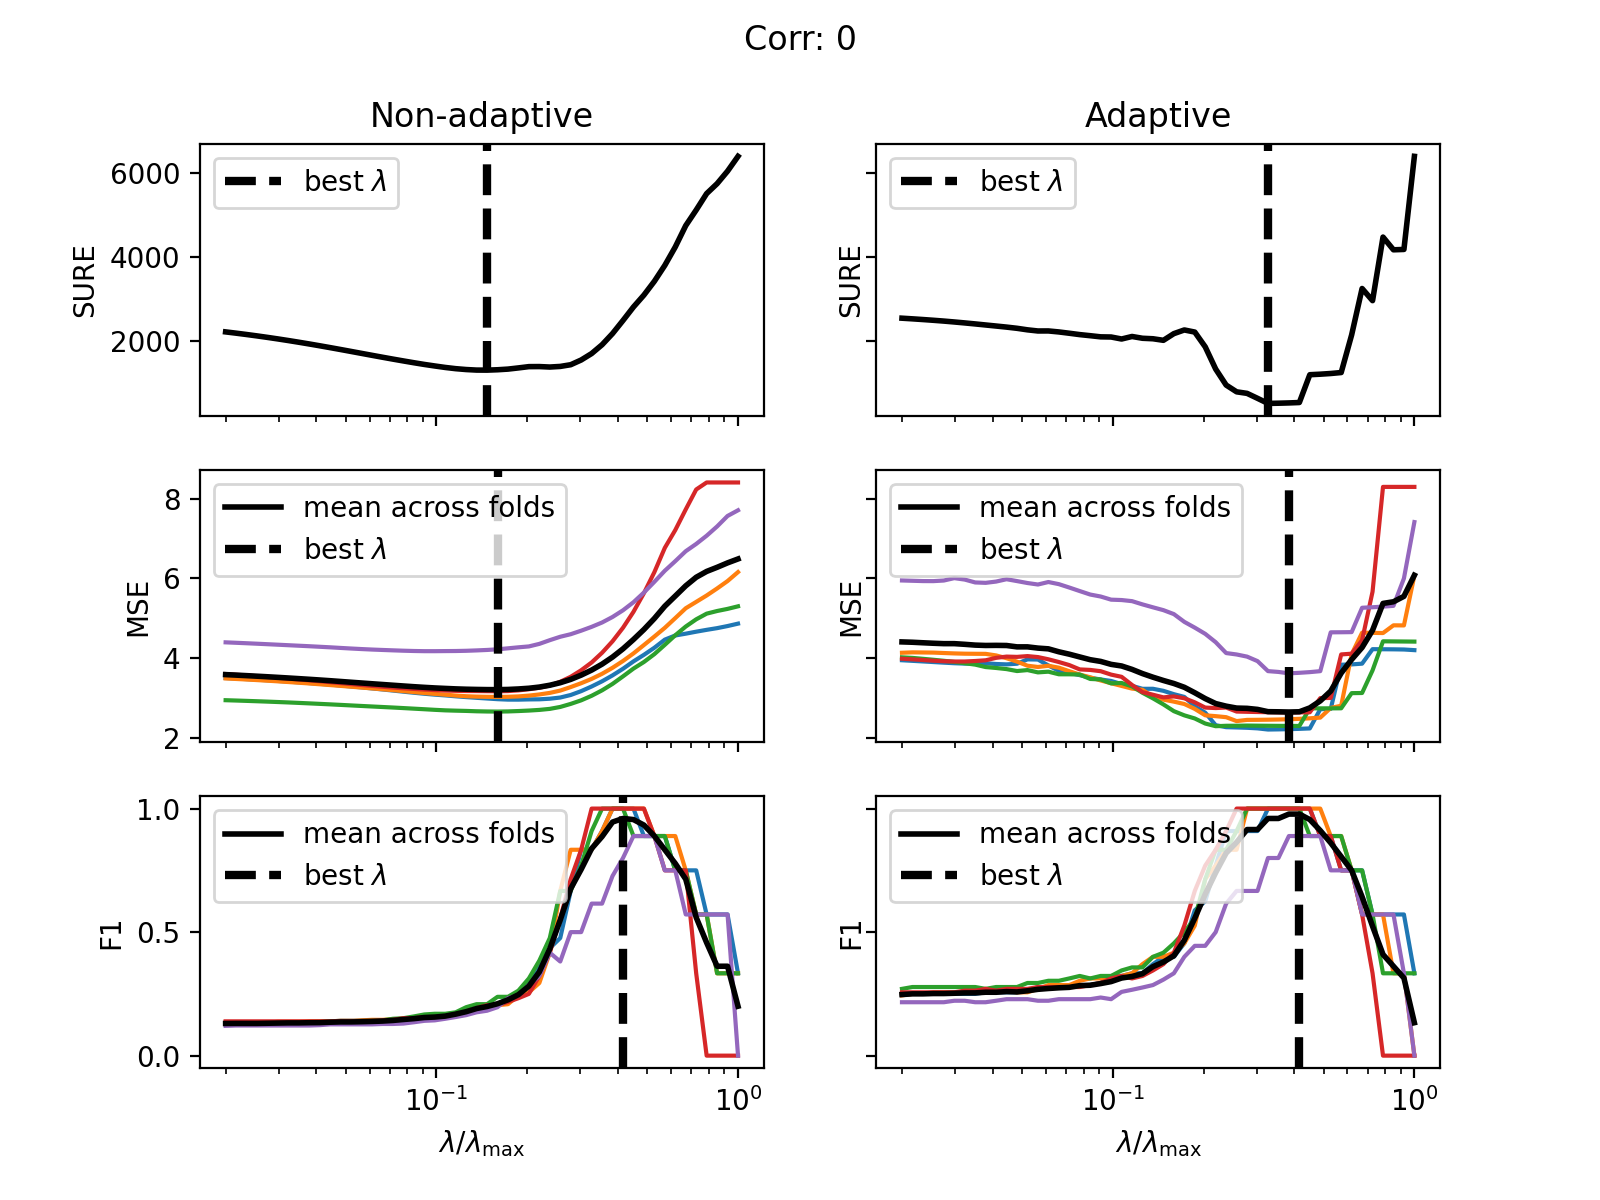 Corr: 0
Non-adaptive
Adaptive
SURE
6000
4000
2000
best λ
SURE
best λ
MSE
8
6
4
2
mean across folds
best λ
MSE
mean across folds
best λ
F1
1.0
0.5
0.0
mean across folds
best λ
F1
mean across folds
best λ
10⁻¹ 10⁰
λ/λmax
10⁻¹ 10⁰
λ/λmax